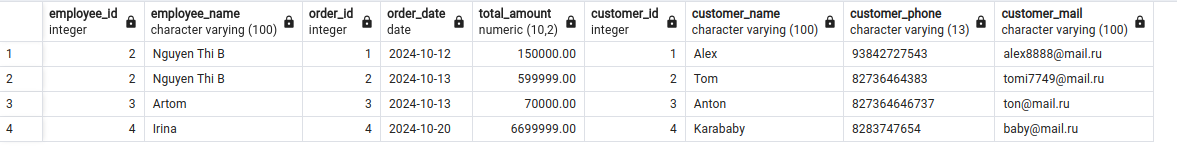 employee_id employee_name order_id order_date total_amount customer_id customer_name customer_phone customer_mail
integer character varying (100) integer date numeric (10,2) integer character varying (100) character varying (13) character varying (100)
1 2 Nguyen Thi B 1 2024-10-12 150000.00 1 Alex 93842727543 alex8888@mail.ru
2 2 Nguyen Thi B 2 2024-10-13 599999.00 2 Tom 82736464383 tomi7749@mail.ru
3 3 Artom 3 2024-10-13 70000.00 3 Anton 827364646737 ton@mail.ru
4 4 Irina 4 2024-10-20 6699999.00 4 Karababy 8283747654 baby@mail.ru